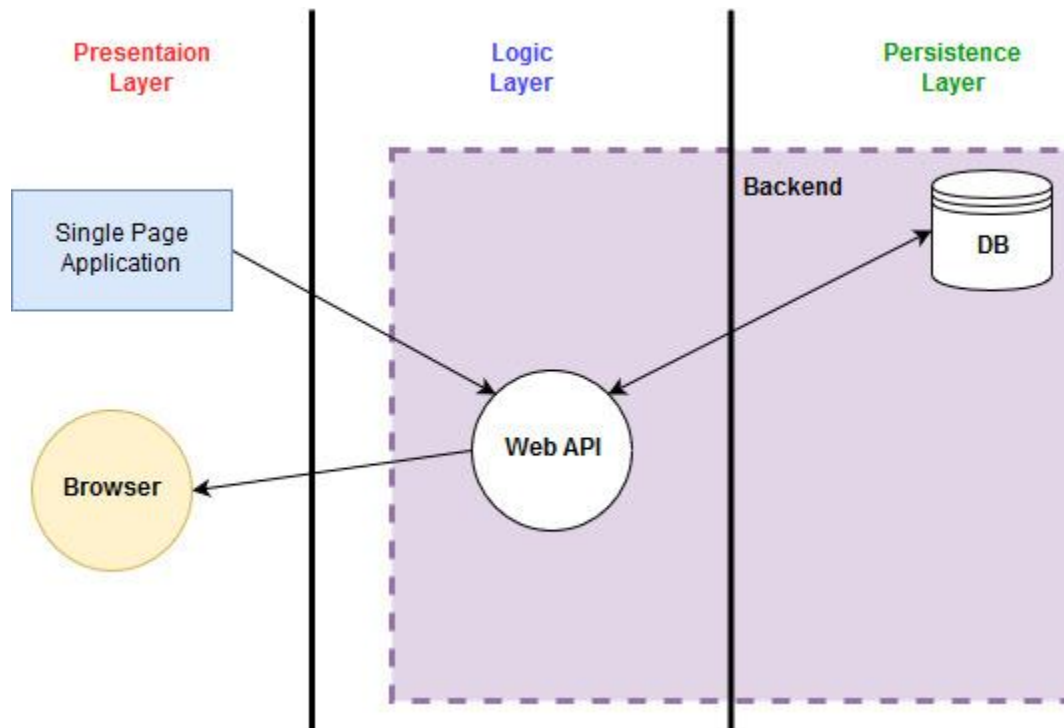 Presentaion
Layer
Logic
Layer
Persistence
Layer
Backend
Single Page
Application
DB
Web API
Browser